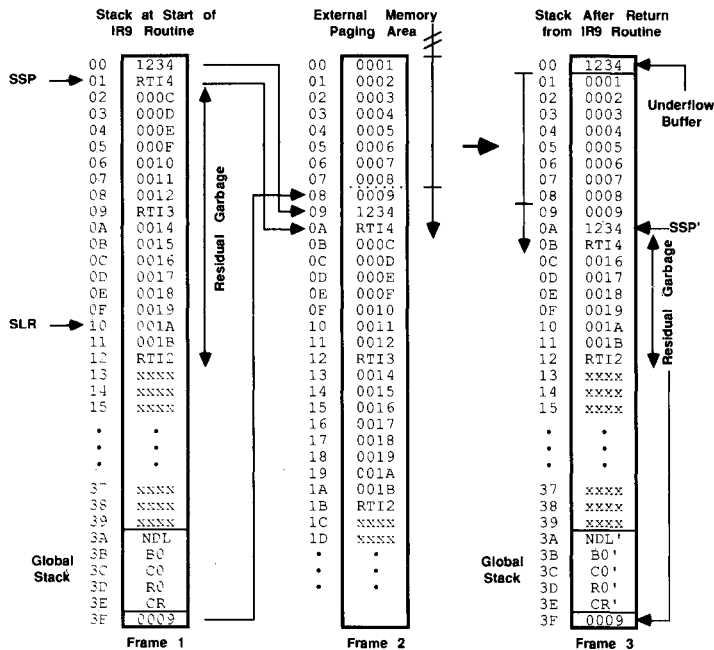 Stack at Start of
IR9 Routine
SSP
SLR
Global
Stack
00 1234
01 RTI4
02 000C
03 000D
04 000E
05 000F
06 0010
07 0011
08 0012
09 RTI3
0A 0014
0B 0015
0C 0016
0D 0017
0E 0018
0F 0019
10 001A
11 001B
12 RTI2
13 xxxx
14 xxxx
15 xxxx
37 xxxx
38 xxxx
39 xxxx
3A NDL
3B B0
3C C0
3D R0
3E CR
3F 0009
Residual Garbage
Frame 1
External Memory
Paging Area
00 0001
01 0002
02 0003
03 0004
04 0005
05 0006
06 0007
07 0008
08 0009
09 1234
0A RTI4
0B 000C
0C 000D
0D 000E
0E 000F
0F 0010
10 0011
11 0012
12 RTI3
13 0014
14 0015
15 0016
16 0017
17 0018
18 0019
19 001A
1A 001B
1B RTI2
1C xxxx
1D xxxx
Frame 2
Stack After Return
from IR9 Routine
00 1234
01 0001
02 0002
03 0003
04 0004
05 0005
06 0006
07 0007
08 0008
09 0009
0A 1234
0B RTI4
0C 0016
0D 0017
0E 0018
0F 0019
10 001A
11 001B
12 RTI2
13 xxxx
14 xxxx
15 xxxx
37 xxxx
38 xxxx
39 xxxx
3A NDL'
3B B0'
3C C0'
3D R0'
3E CR'
3F 0009
Underflow
Buffer
SSP'
Residual Garbage
Global
Stack
Frame 3